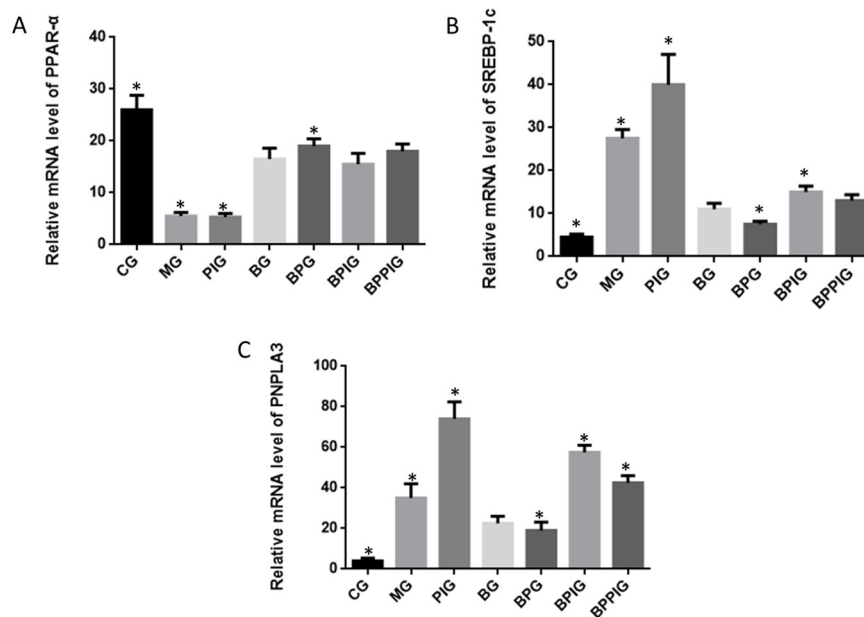 A
Relative mRNA level of PPAR-α
40
30
20
10
0
*
*
*
*
CG
MG
PIG
BG
BPG
BPIG
BPPIG
B
Relative mRNA level of SREBP-1c
50
40
30
20
10
0
*
*
*
*
*
CG
MG
PIG
BG
BPG
BPIG
BPPIG
C
Relative mRNA level of PNPLA3
100
80
60
40
20
0
*
*
*
*
*
*
CG
MG
PIG
BG
BPG
BPIG
BPPIG